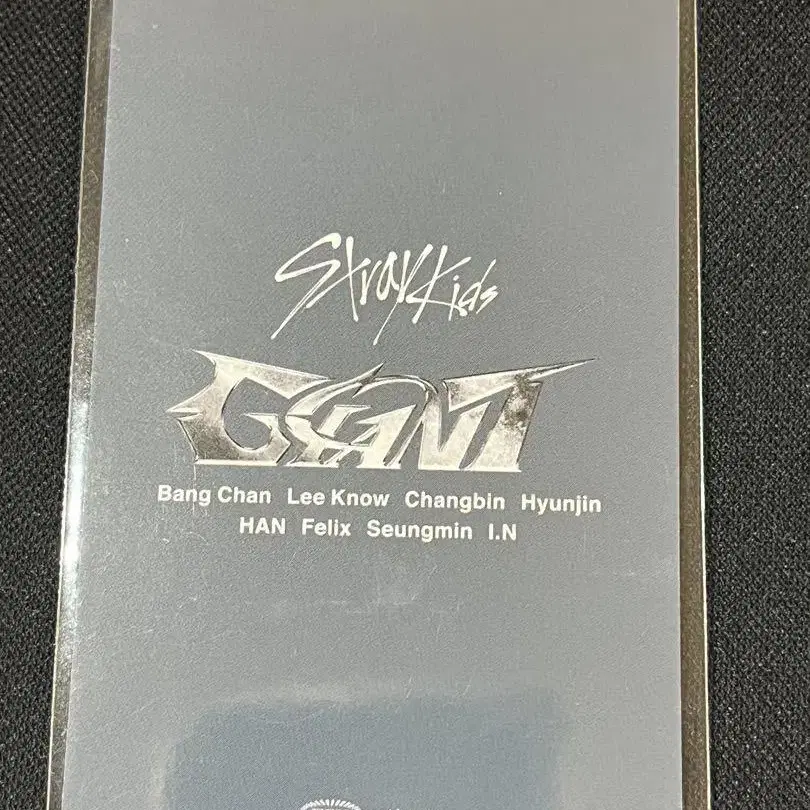 Stray Kids
GIANT
Bang Chan Lee Know Changbin Hyunjin
HAN Felix Seungmin I.N